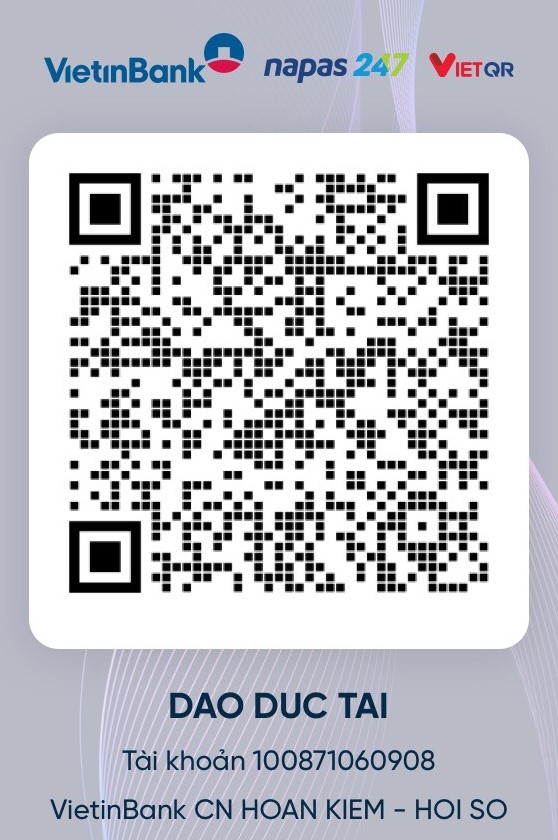 VietinBank napas 247 VIETQR
DAO DUC TAI
Tài khoản 100871060908
VietinBank CN HOAN KIEM - HOI SO